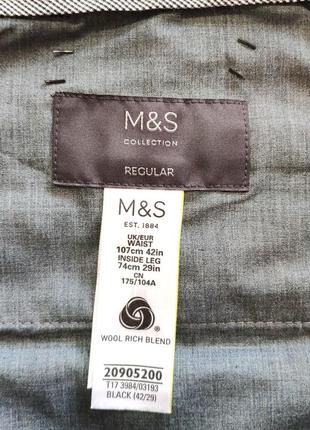 M&S
COLLECTION
REGULAR
M&S
EST. 1884
UK/EUR
WAIST
107cm 42in
INSIDE LEG
74cm 29in
CN
175/104A
WOOL RICH BLEND
20905200
T17 3984/03193
BLACK (42/29)